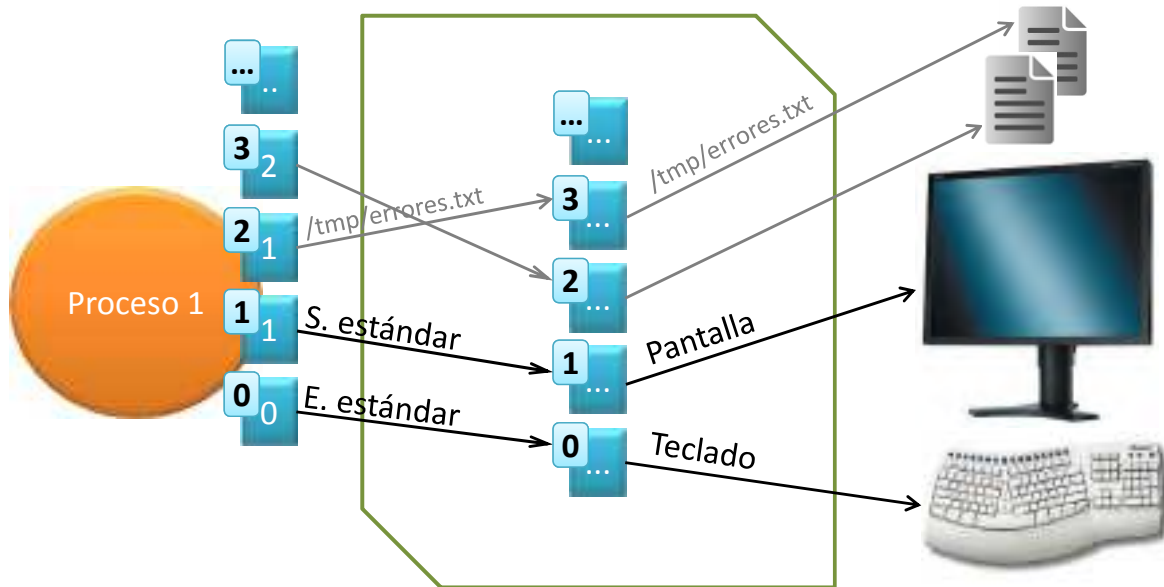 ...
..
3
2
/tmp/errores.txt
2
1
Proceso 1
1
1
S. estándar
0
0
E. estándar
...
...
/tmp/errores.txt
3
...
2
...
Pantalla
1
...
Teclado
0
...